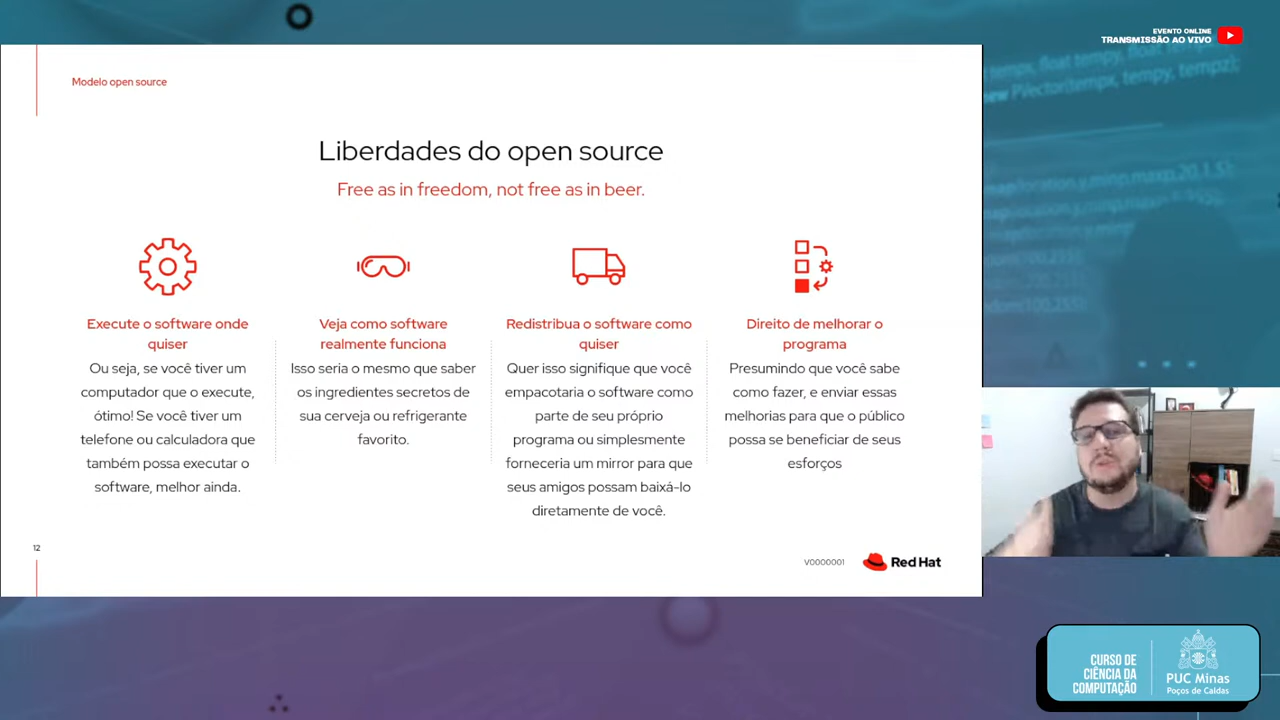 EVENTO ONLINE
TRANSMISSÃO AO VIVO
Modelo open source
Liberdades do open source
Free as in freedom, not free as in beer.
Execute o software onde
quiser
Ou seja, se você tiver um
computador que o execute,
ótimo! Se você tiver um
telefone ou calculadora que
também possa executar o
software, melhor ainda.
Veja como software
realmente funciona
Isso seria o mesmo que saber
os ingredientes secretos de
sua cerveja ou refrigerante
favorito.
Redistribua o software como
quiser
Quer isso signifique que você
empacotaria o software como
parte de seu próprio
programa ou simplesmente
forneceria um mirror para que
seus amigos possam baixá-lo
diretamente de você.
Direito de melhorar o
programa
Presumindo que você sabe
como fazer, e enviar essas
melhorias para que o público
possa se beneficiar de seus
esforços
12
V0000001
Red Hat
CURSO DE
CIÊNCIA DA
COMPUTAÇÃO
PUC Minas
Poços de Caldas